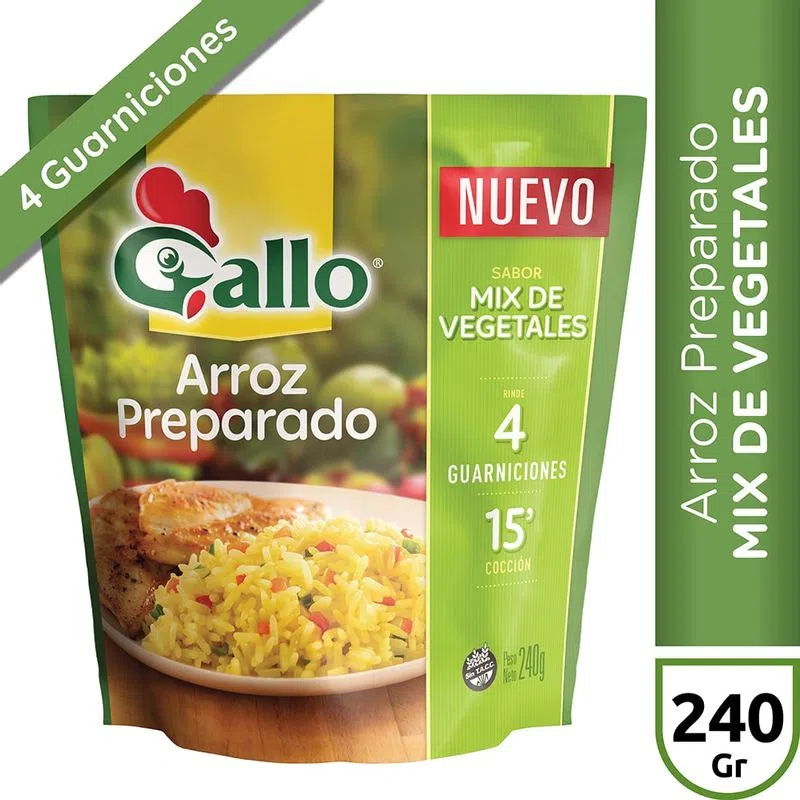 4 Guarniciones
Gallo®
Arroz
Preparado
NUEVO
SABOR
MIX DE
VEGETALES
RINDE
4
GUARNICIONES
15'
COCCIÓN
Sin T.A.C.C.
Peso
Neto 240g
Arroz Preparado
MIX DE VEGETALES
240
Gr